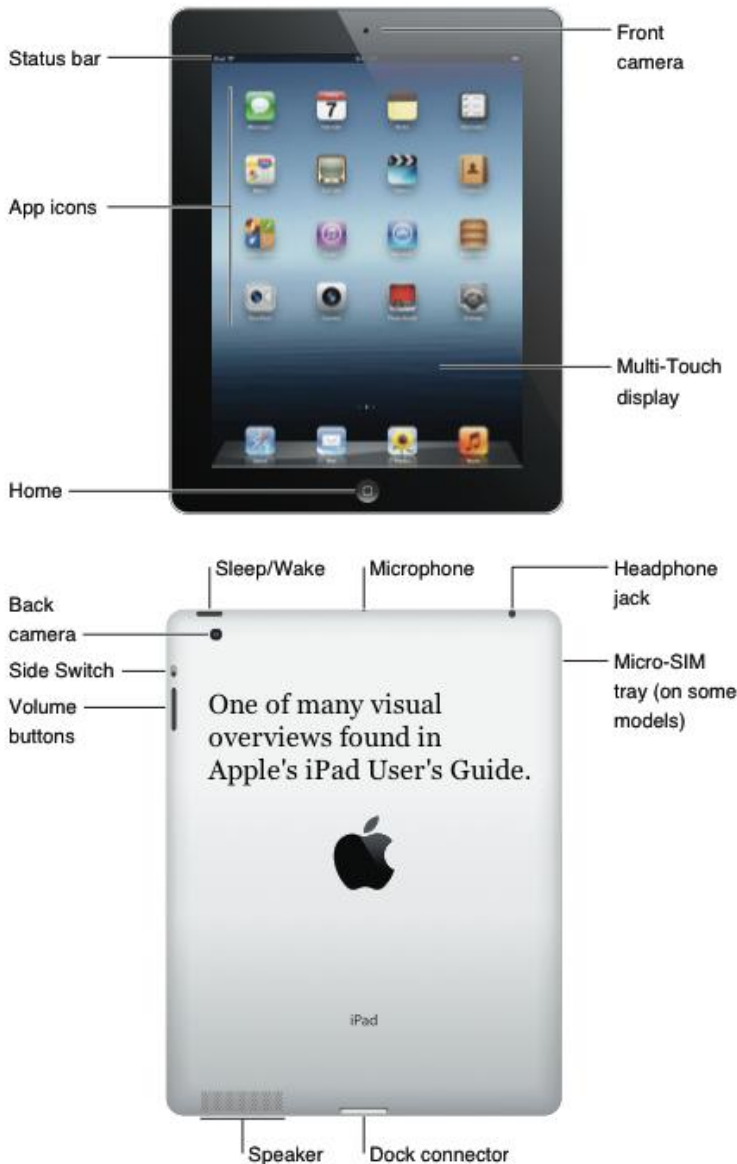 Front
camera
Status bar
7
App icons
Multi-Touch
display
Home
Sleep/Wake
Microphone
Headphone
jack
Back
camera
Side Switch
Micro-SIM
tray (on some
models)
Volume
buttons
One of many visual
overviews found in
Apple's iPad User's Guide.
iPad
Speaker
Dock connector